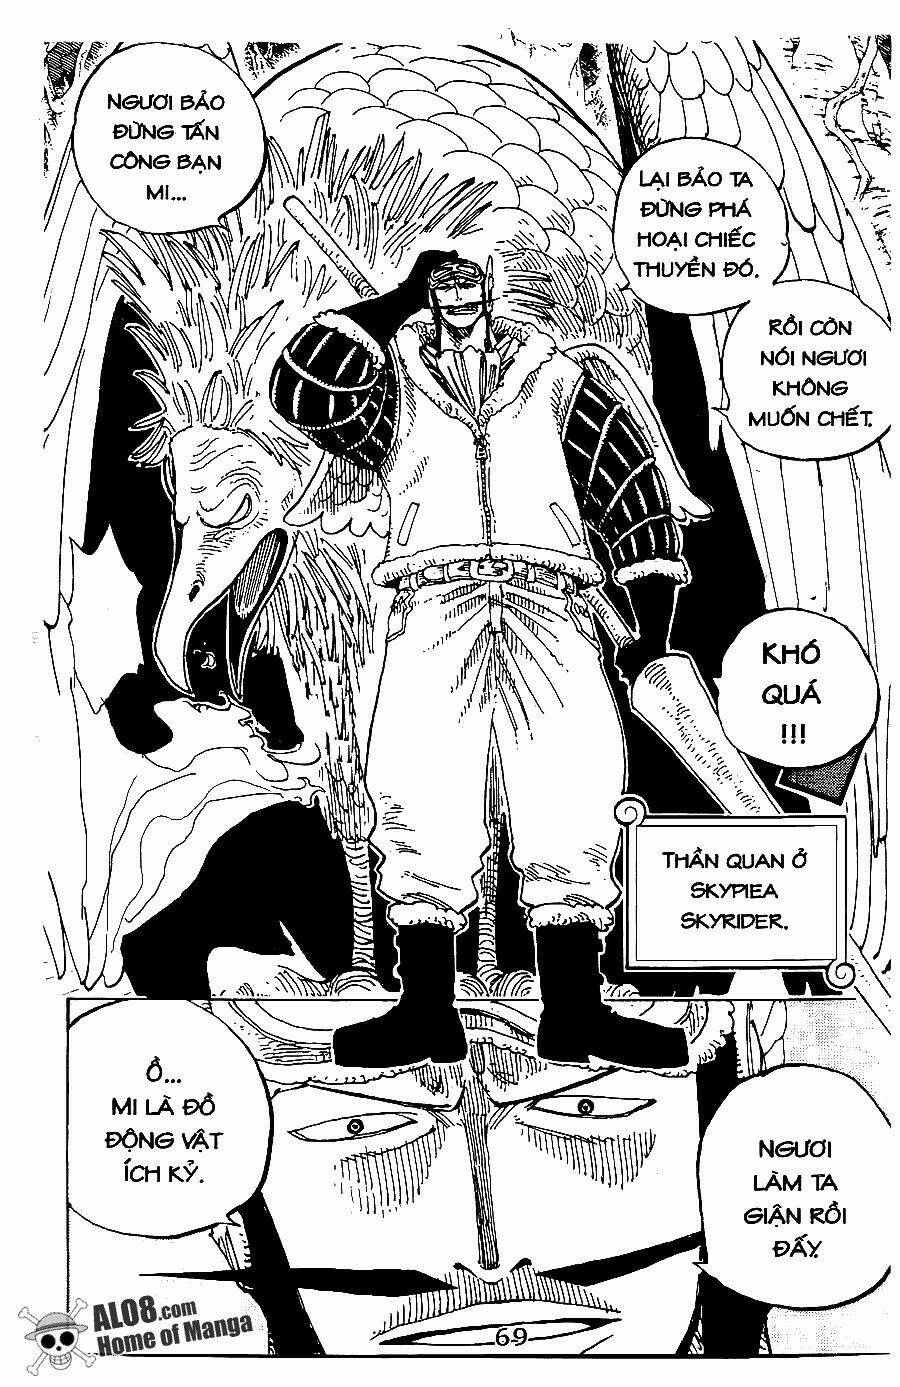 NGƯƠI BẢO
ĐỪNG TẤN
CÔNG BẠN
MI...
LẠI BẢO TA
ĐỪNG PHÁ
HOẠI CHIẾC
THUYỀN ĐÓ.
RỒI CÒN
NÓI NGƯƠI
KHÔNG
MUỐN CHẾT.
KHÓ
QUÁ
!!!
THẦN QUAN Ở
SKYPIEA
SKYRIDER.
Ồ...
MI LÀ ĐỒ
ĐỘNG VẬT
ÍCH KỶ.
NGƯƠI
LÀM TA
GIẬN RỒI
ĐẤY.
69
ALO8.com
Home of Manga